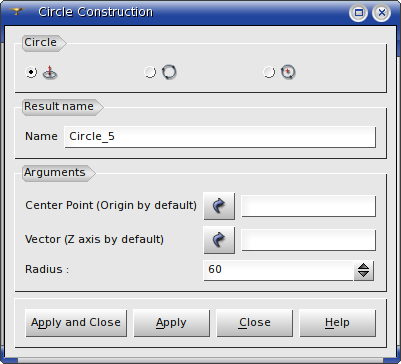 Circle Construction
Circle
Result name
Name Circle_5
Arguments
Center Point (Origin by default)
Vector (Z axis by default)
Radius : 60
Apply and Close Apply Close Help